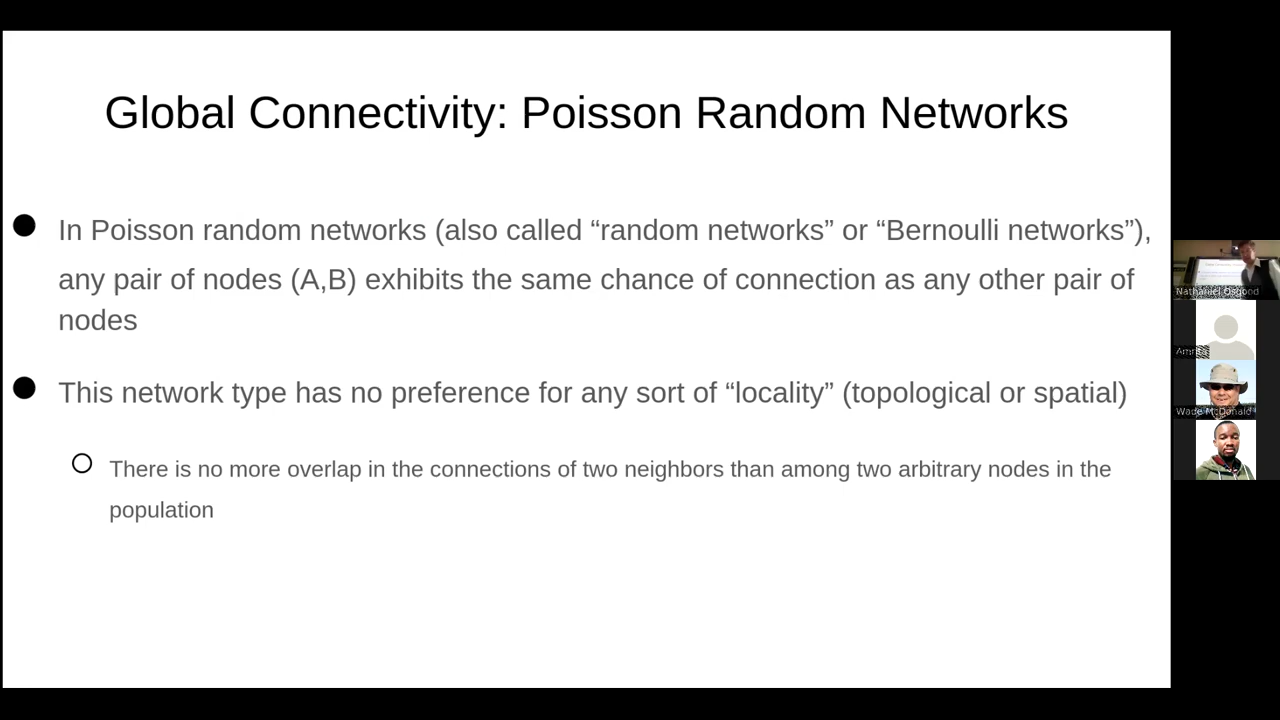 Global Connectivity: Poisson Random Networks
In Poisson random networks (also called “random networks” or “Bernoulli networks”),
any pair of nodes (A,B) exhibits the same chance of connection as any other pair of
nodes
This network type has no preference for any sort of “locality” (topological or spatial)
There is no more overlap in the connections of two neighbors than among two arbitrary nodes in the
population
Nathaniel Osgood
Wade McDonald